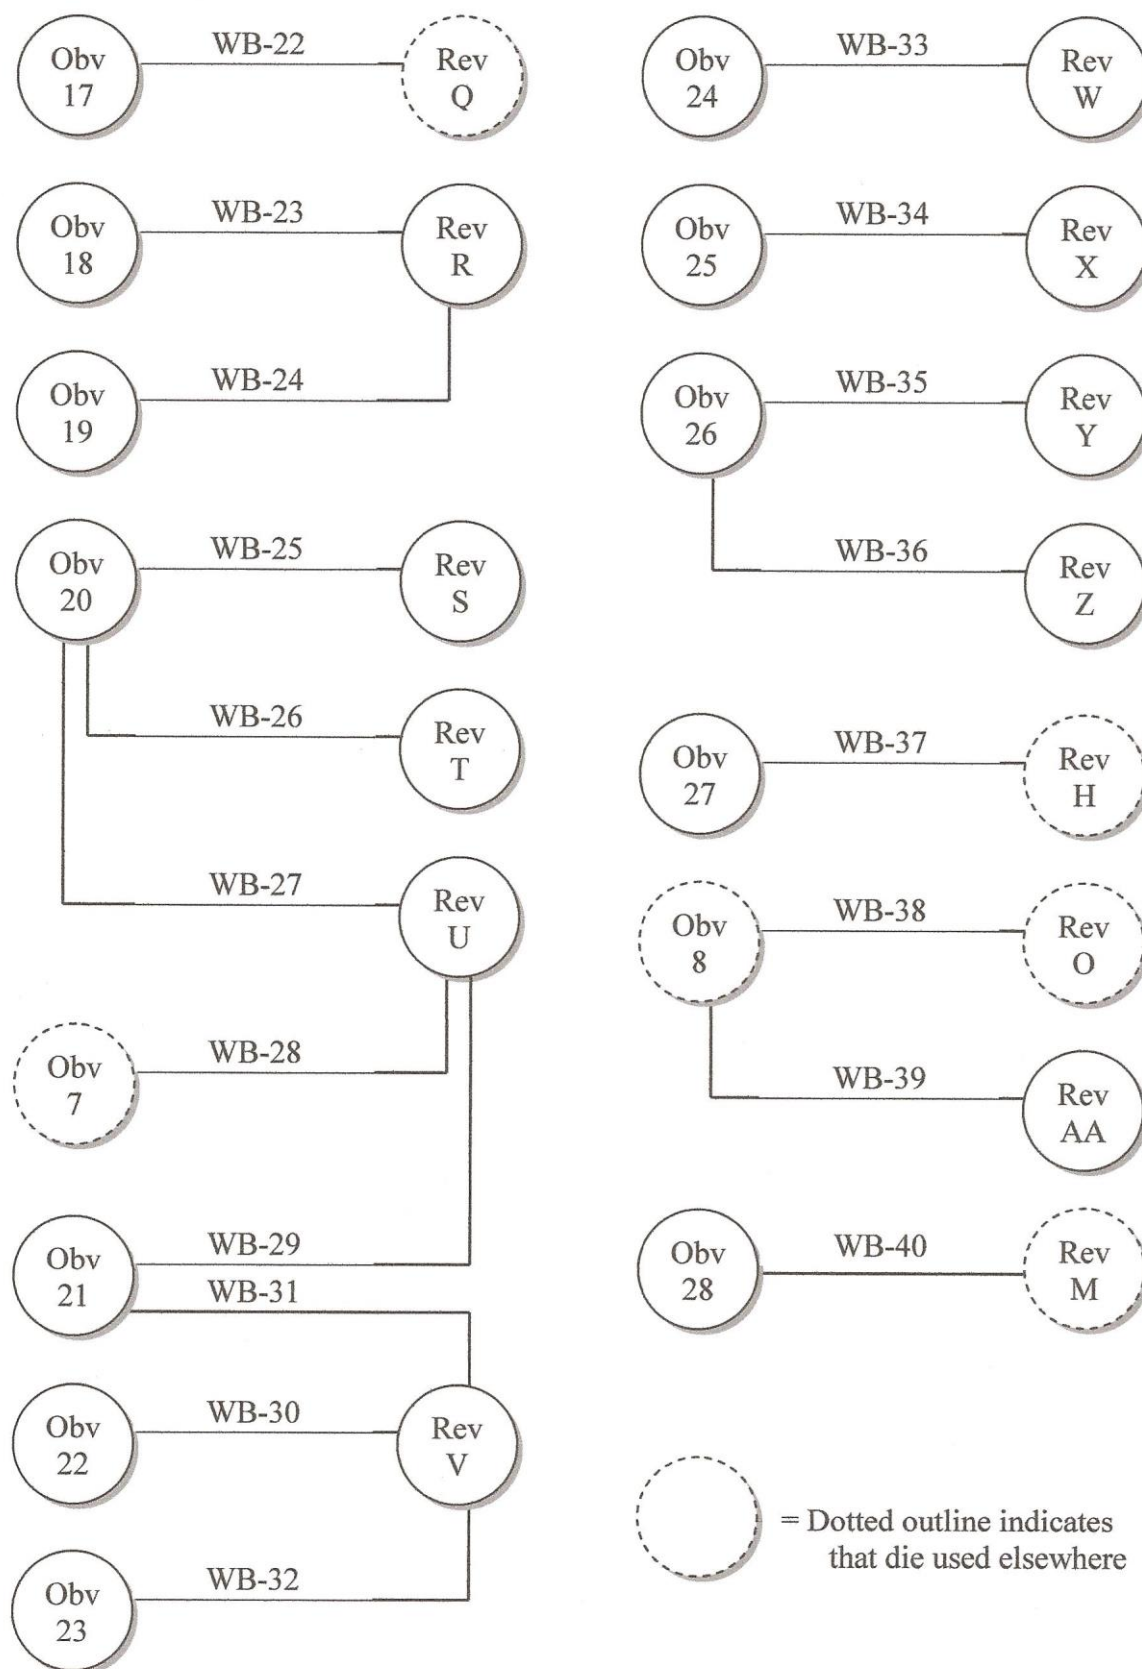 Obv
17
WB-22
Rev
Q
Obv
18
WB-23
Rev
R
Obv
19
WB-24
Obv
20
WB-25
Rev
S
WB-26
Rev
T
WB-27
Rev
U
Obv
7
WB-28
Obv
21
WB-29
WB-31
Obv
22
WB-30
Rev
V
Obv
23
WB-32
Obv
24
WB-33
Rev
W
Obv
25
WB-34
Rev
X
Obv
26
WB-35
Rev
Y
WB-36
Rev
Z
Obv
27
WB-37
Rev
H
Obv
8
WB-38
Rev
O
WB-39
Rev
AA
Obv
28
WB-40
Rev
M
= Dotted outline indicates
that die used elsewhere